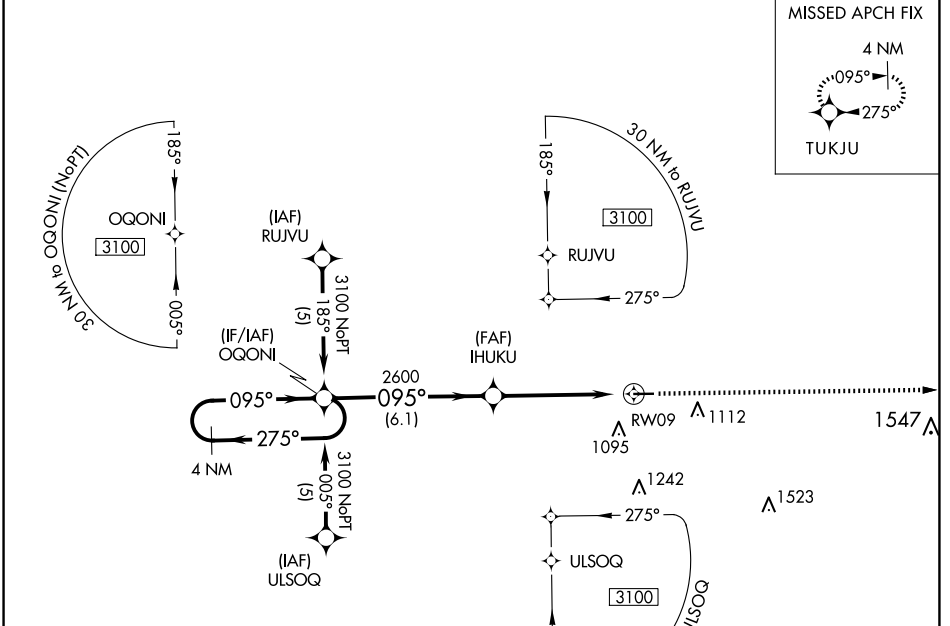 MISSED APCH FIX
4 NM
095°
275°
TUKJU
30 NM to OQONI (NoPT)
185°
OQONI
3100
005°
(IAF)
RUJVU
3100 NoPT
185°
(5)
30 NM to RUJVU
185°
3100
RUJVU
275°
(IF/IAF)
OQONI
(FAF)
IHUKU
095°
2600
095°
(6.1)
275°
4 NM
RW09
1112
1095
1547
1242
1523
3100 NoPT
005°
(5)
(IAF)
ULSOQ
275°
ULSOQ
3100
ULSOQ